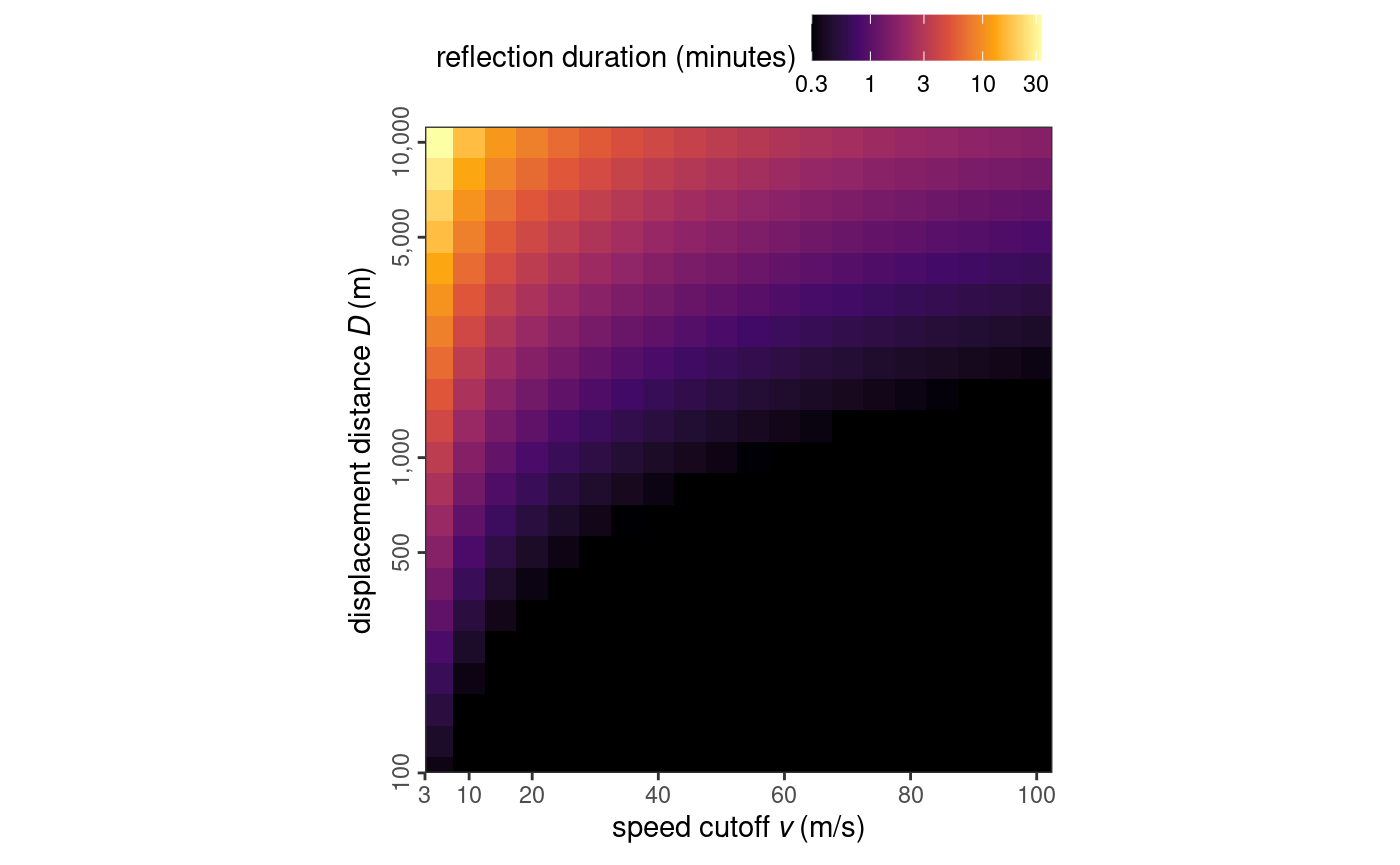 reflection duration (minutes)
0.3 1 3 10 30
displacement distance D (m)
10,000
5,000
1,000
500
100
3 10 20 40 60 80 100
speed cutoff v (m/s)